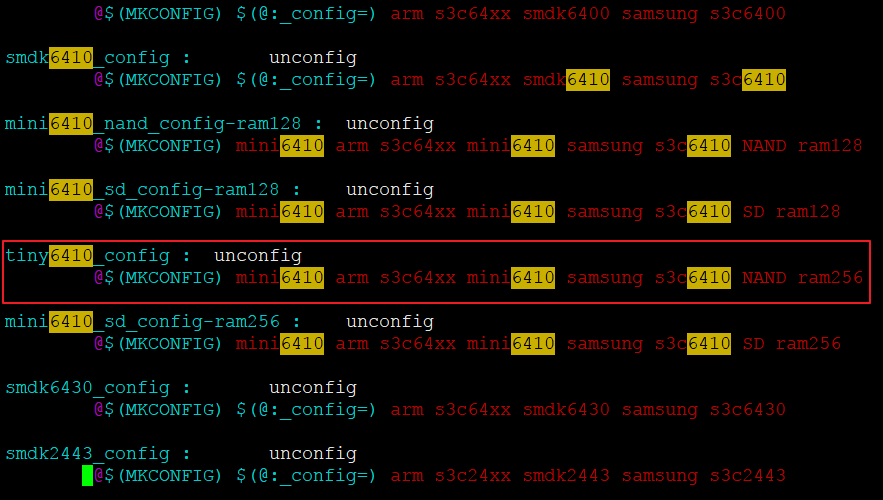 @$(MKCONFIG) $(@:_config=) arm s3c64xx smdk6400 samsung s3c6400
smdk6410_config :       unconfig
@$(MKCONFIG) $(@:_config=) arm s3c64xx smdk6410 samsung s3c6410
mini6410_nand_config-ram128 :  unconfig
@$(MKCONFIG) mini6410 arm s3c64xx mini6410 samsung s3c6410 NAND ram128
mini6410_sd_config-ram128 :    unconfig
@$(MKCONFIG) mini6410 arm s3c64xx mini6410 samsung s3c6410 SD ram128
tiny6410_config :  unconfig
@$(MKCONFIG) mini6410 arm s3c64xx mini6410 samsung s3c6410 NAND ram256
mini6410_sd_config-ram256 :    unconfig
@$(MKCONFIG) mini6410 arm s3c64xx mini6410 samsung s3c6410 SD ram256
smdk6430_config :       unconfig
@$(MKCONFIG) $(@:_config=) arm s3c64xx smdk6430 samsung s3c6430
smdk2443_config :       unconfig
@$(MKCONFIG) $(@:_config=) arm s3c24xx smdk2443 samsung s3c2443